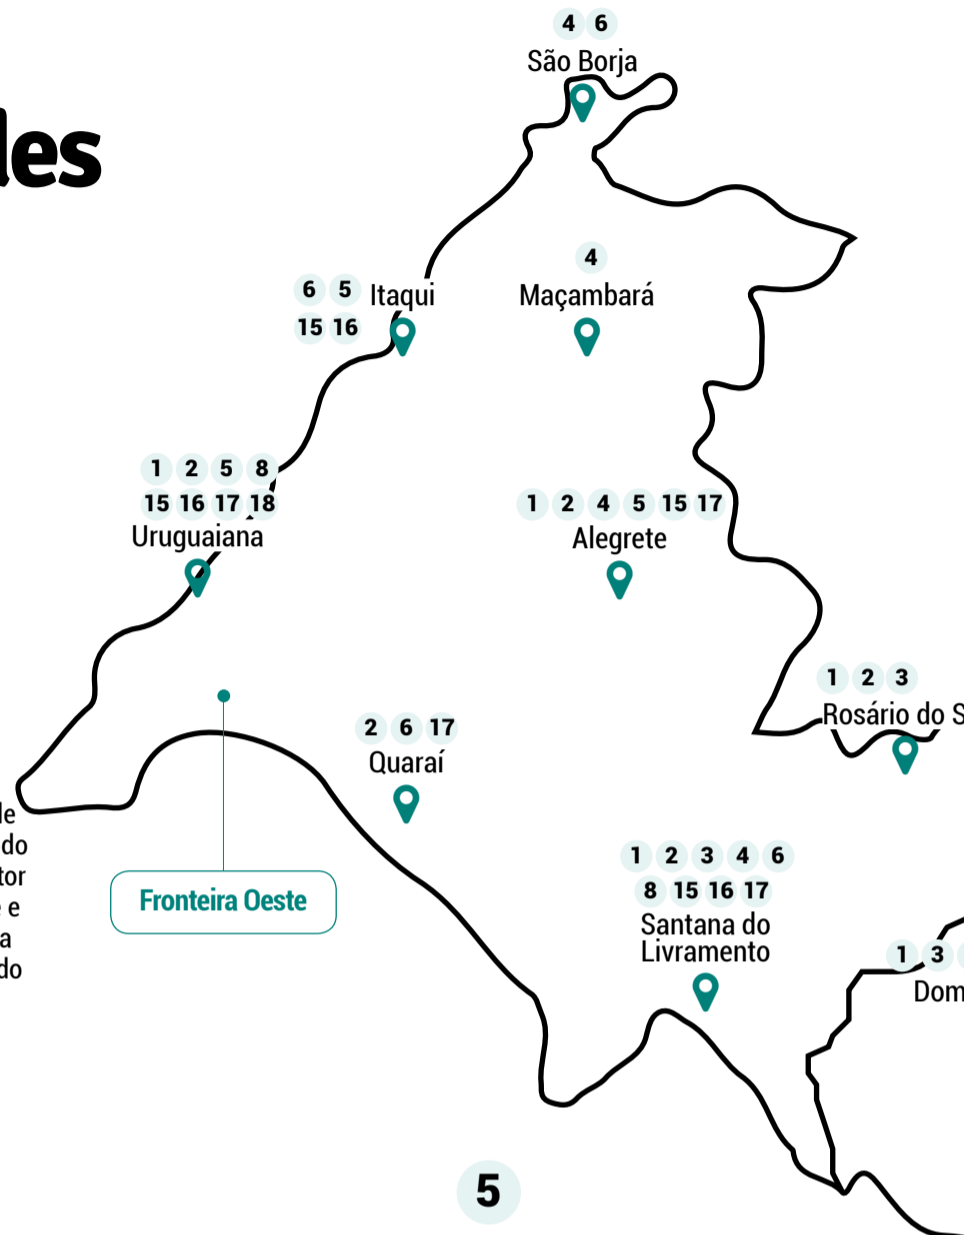 des
4 6
São Borja
4
Maçambará
6 5
15 16
Itaqui
1 2 5 8
15 16 17 18
Uruguaiana
1 2 4 5 15 17
Alegrete
1 2 3
Rosário do S
2 6 17
Quaraí
de
do
tor
e
a
do
Fronteira Oeste
1 2 3 4 6
8 15 16 17
Santana do
Livramento
1 3
Dom
5